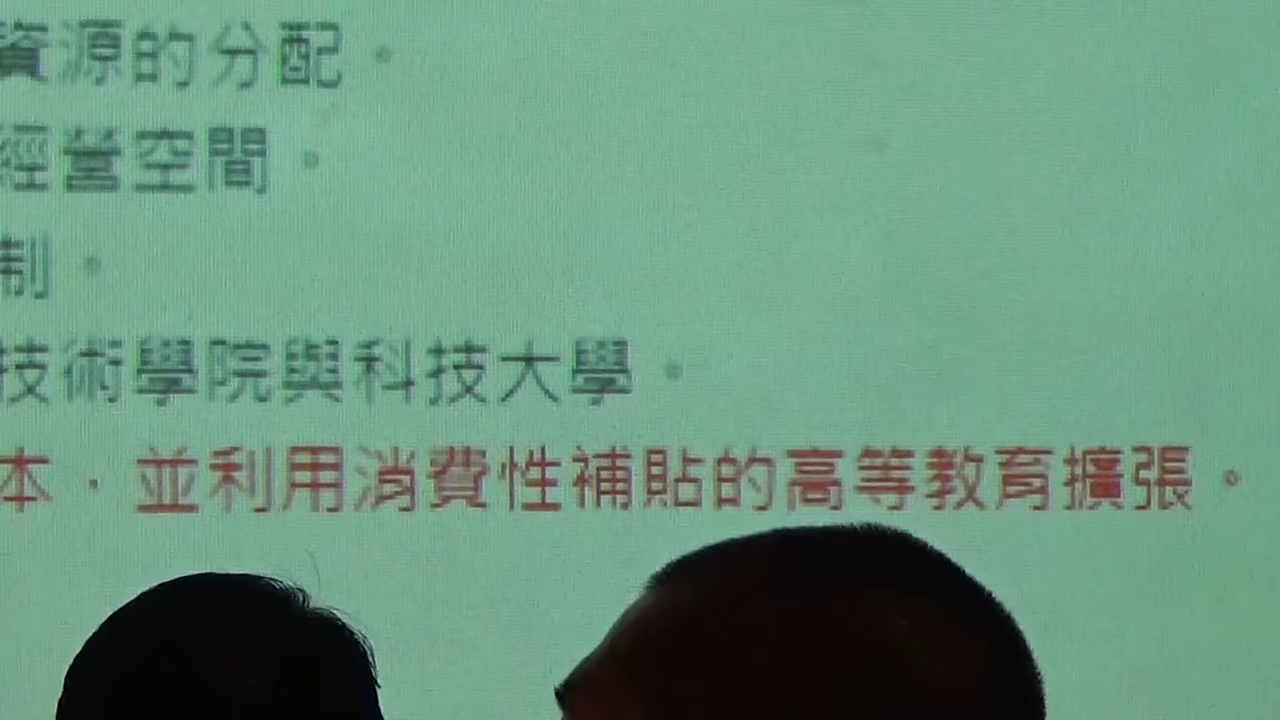 資源的分配。
經營空間。
制。
技術學院與科技大學。
本，並利用消費性補貼的高等教育擴張。